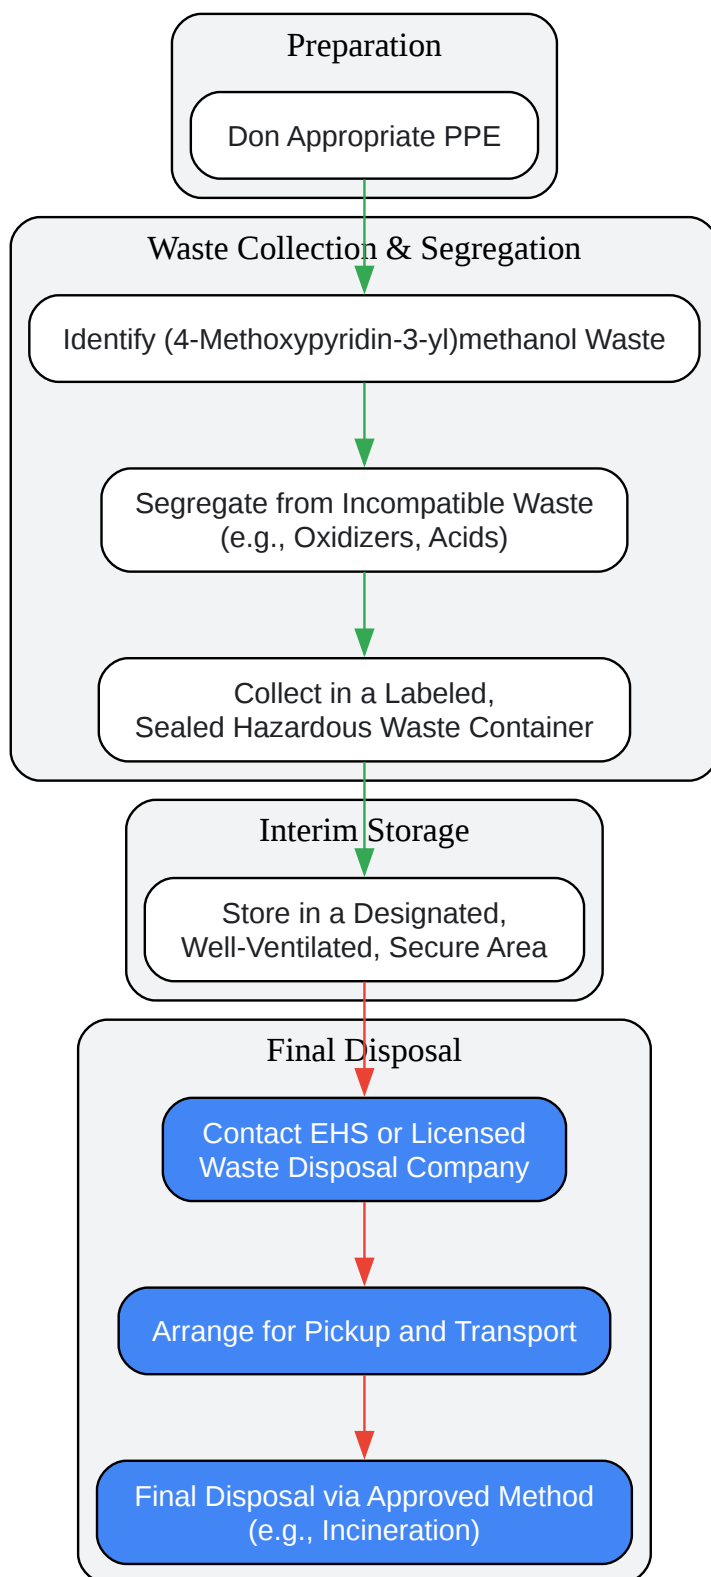 Preparation
Don Appropriate PPE
Waste Collection & Segregation
Identify (4-Methoxypyridin-3-yl)methanol Waste
Segregate from Incompatible Waste
(e.g., Oxidizers, Acids)
Collect in a Labeled,
Sealed Hazardous Waste Container
Interim Storage
Store in a Designated,
Well-Ventilated, Secure Area
Final Disposal
Contact EHS or Licensed
Waste Disposal Company
Arrange for Pickup and Transport
Final Disposal via Approved Method
(e.g., Incineration)